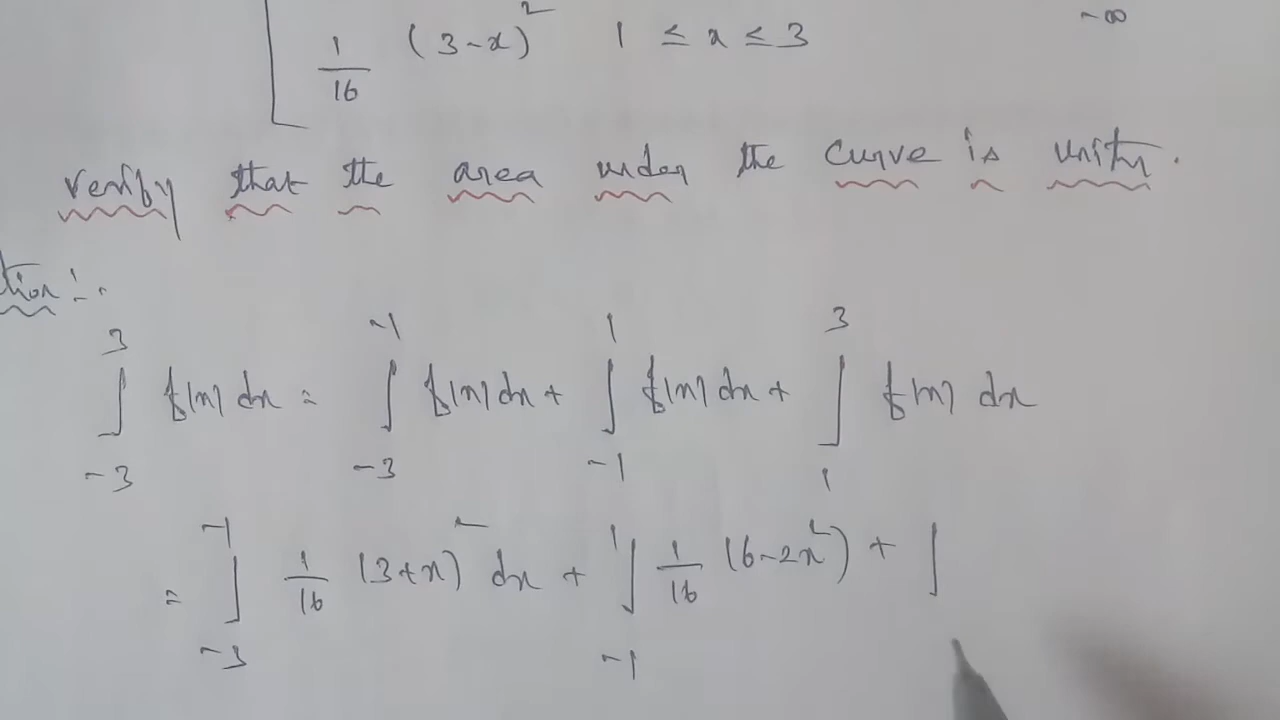 1/16 (3-x)² 1 ≤ x ≤ 3 -∞
verify that the area under the curve is unity.
tion:-
∫_{-3}^{3} f(x) dx = ∫_{-3}^{-1} f(x) dx + ∫_{-1}^{1} f(x) dx + ∫_{1}^{3} f(x) dx
= ∫_{-3}^{-1} 1/16 (3+x)² dx + ∫_{-1}^{1} 1/16 (6-2x²) + ∫